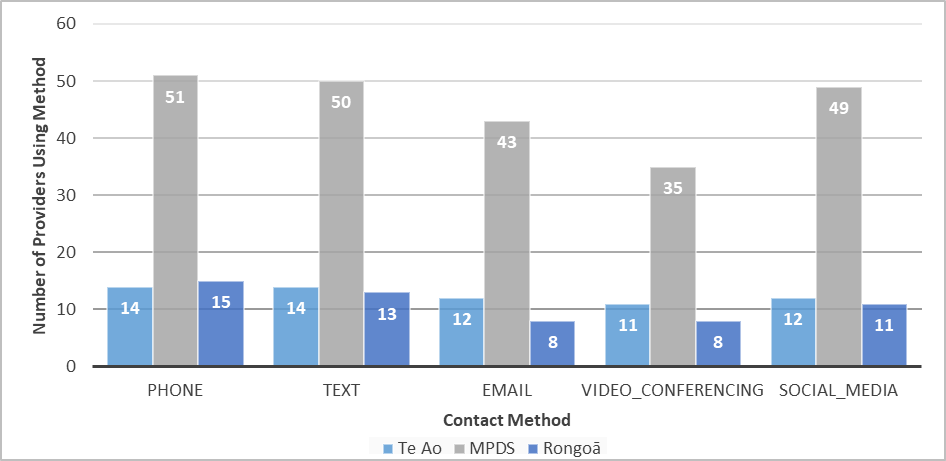 60
50
40
30
20
10
0
Number of Providers Using Method
14 51 15
14 50 13
12 43 8
11 35 8
12 49 11
PHONE TEXT EMAIL VIDEO_CONFERENCING SOCIAL_MEDIA
Contact Method
Te Ao MPDS Rongoā